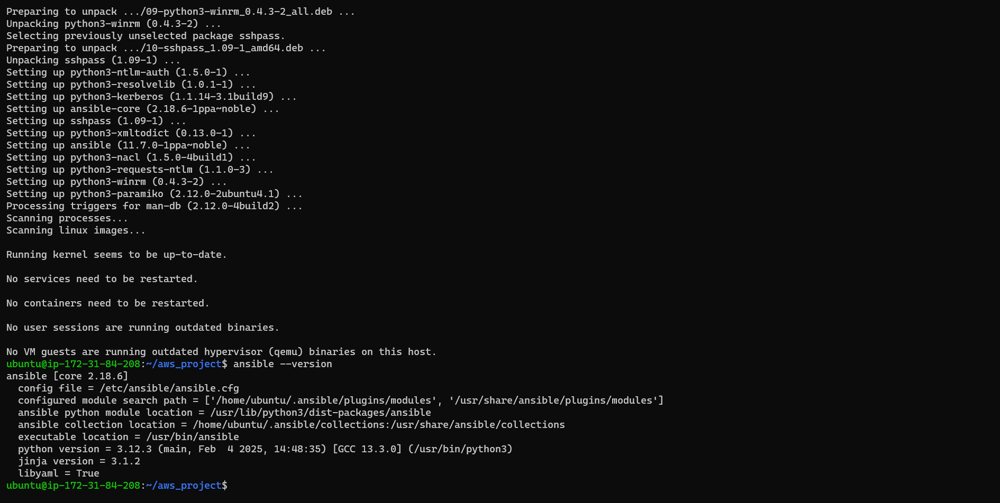 Preparing to unpack .../09-python3-winrm_0.4.3-2_all.deb ...
Unpacking python3-winrm (0.4.3-2) ...
Selecting previously unselected package sshpass.
Preparing to unpack .../10-sshpass_1.09-1_amd64.deb ...
Unpacking sshpass (1.09-1) ...
Setting up python3-ntlm-auth (1.5.0-1) ...
Setting up python3-resolvelib (1.0.1-1) ...
Setting up python3-kerberos (1.1.14-3.1build9) ...
Setting up ansible-core (2.18.6-1ppa~noble) ...
Setting up sshpass (1.09-1) ...
Setting up python3-xmltodict (0.13.0-1) ...
Setting up ansible (11.7.0-1ppa~noble) ...
Setting up python3-nacl (1.5.0-4build1) ...
Setting up python3-requests-ntlm (1.1.0-3) ...
Setting up python3-winrm (0.4.3-2) ...
Setting up python3-paramiko (2.12.0-2ubuntu4.1) ...
Processing triggers for man-db (2.12.0-4build2) ...
Scanning processes...
Scanning linux images...

Running kernel seems to be up-to-date.

No services need to be restarted.

No containers need to be restarted.

No user sessions are running outdated binaries.

No VM guests are running outdated hypervisor (qemu) binaries on this host.
ubuntu@ip-172-31-84-208:~/aws_project$ ansible --version
ansible [core 2.18.6]
  config file = /etc/ansible/ansible.cfg
  configured module search path = ['/home/ubuntu/.ansible/plugins/modules', '/usr/share/ansible/plugins/modules']
  ansible python module location = /usr/lib/python3/dist-packages/ansible
  ansible collection location = /home/ubuntu/.ansible/collections:/usr/share/ansible/collections
  executable location = /usr/bin/ansible
  python version = 3.12.3 (main, Feb  4 2025, 14:48:35) [GCC 13.3.0] (/usr/bin/python3)
  jinja version = 3.1.2
  libyaml = True
ubuntu@ip-172-31-84-208:~/aws_project$